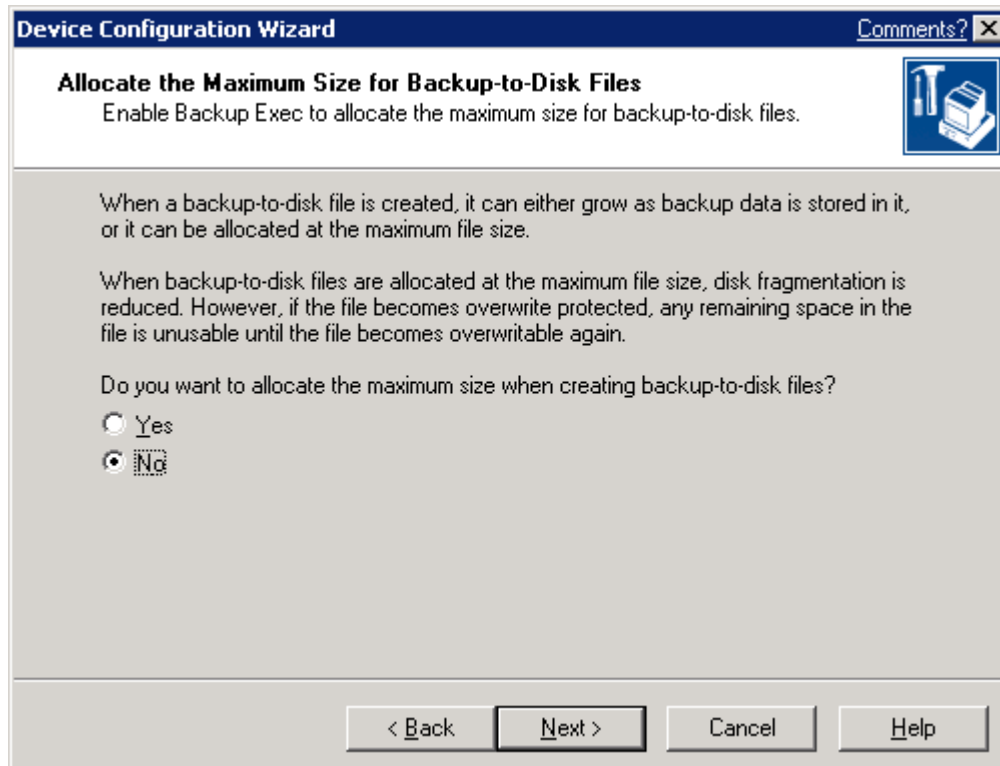 Device Configuration Wizard
Comments?
Allocate the Maximum Size for Backup-to-Disk Files
Enable Backup Exec to allocate the maximum size for backup-to-disk files.
When a backup-to-disk file is created, it can either grow as backup data is stored in it,
or it can be allocated at the maximum file size.
When backup-to-disk files are allocated at the maximum file size, disk fragmentation is
reduced. However, if the file becomes overwrite protected, any remaining space in the
file is unusable until the file becomes overwritable again.
Do you want to allocate the maximum size when creating backup-to-disk files?
Yes
No
< Back
Next >
Cancel
Help